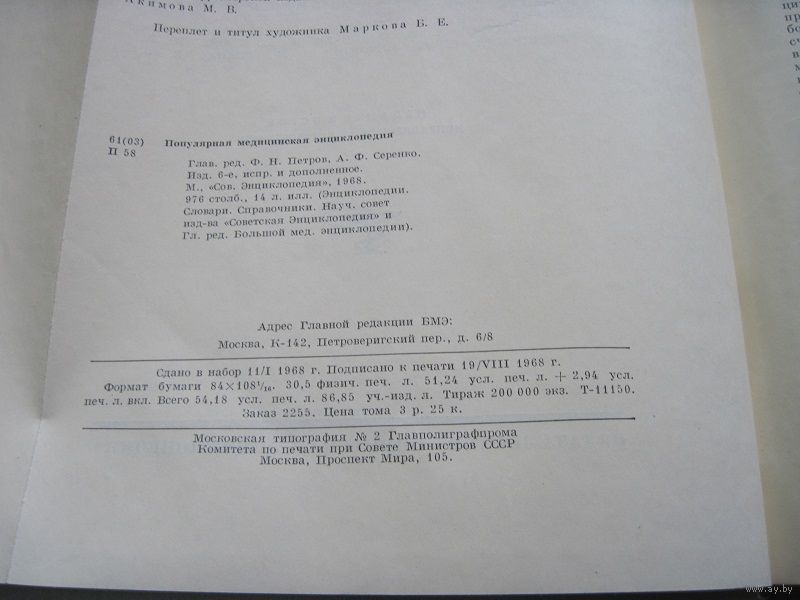 Акимова М. В.
Переплет и титул художника Маркова Б. Е.
61(03)
П 58
Популярная медицинская энциклопедия
Глав. ред. Ф. Н. Петров, А. Ф. Серенко.
Изд. 6-е, испр. и дополненное.
М., «Сов. Энциклопедия», 1968.
976 столб., 14 л. илл. (Энциклопедии.
Словари. Справочники. Науч. совет
изд-ва «Советская Энциклопедия» и
Гл. ред. Большой мед. энциклопедии).
Адрес Главной редакции БМЭ:
Москва, К-142, Петроверигский пер., д. 6/8
Сдано в набор 11/I 1968 г. Подписано к печати 19/VIII 1968 г.
Формат бумаги 84×108¹/₁₆. 30,5 физич. печ. л. 51,24 усл. печ. л. + 2,94 усл.
печ. л. вкл. Всего 54,18 усл. печ. л. 86,85 уч.-изд. л. Тираж 200 000 экз. Т-11150.
Заказ 2255. Цена тома 3 р. 25 к.
Московская типография № 2 Главполиграфпрома
Комитета по печати при Совете Министров СССР
Москва, Проспект Мира, 105.
www.ay.by